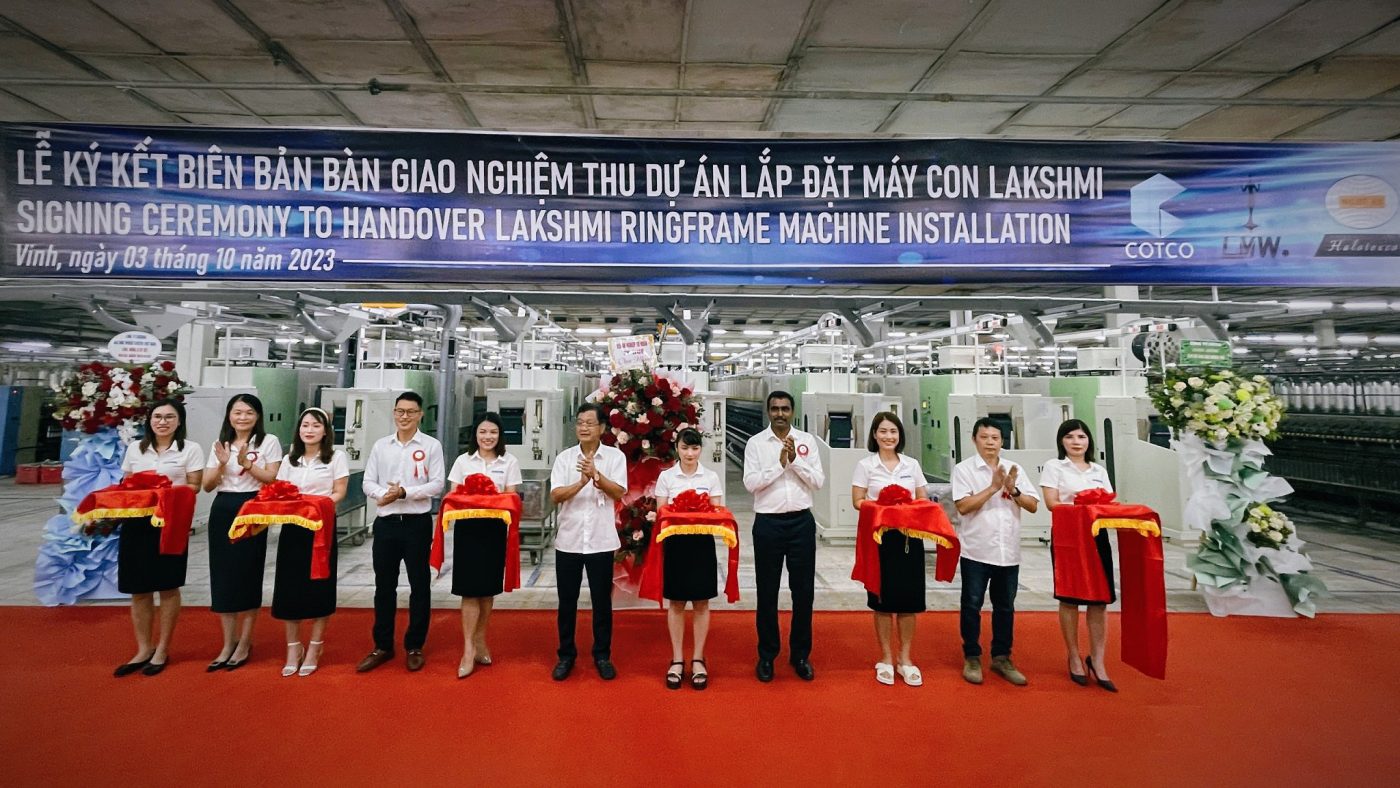 LỄ KÝ KẾT BIÊN BẢN BÀN GIAO NGHIỆM THU DỰ ÁN LẮP ĐẶT MÁY CON LAKSHMI
SIGNING CEREMONY TO HANDOVER LAKSHMI RINGFRAME MACHINE INSTALLATION
Vinh, ngày 03 tháng 10 năm 2023
COTCO
LMW
Halotexco